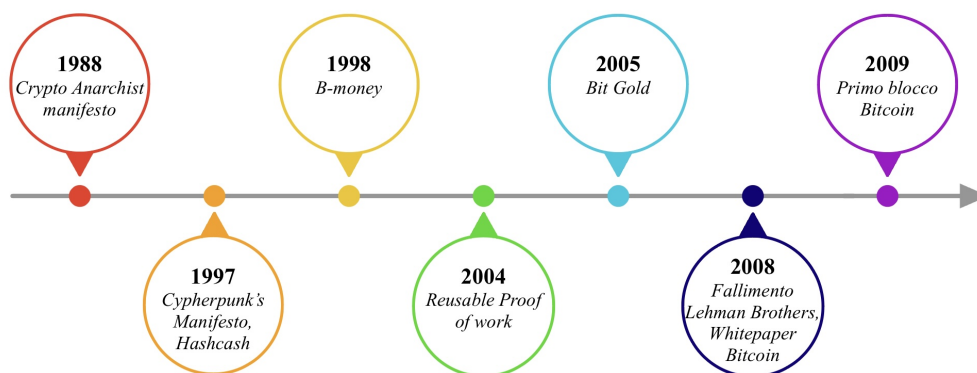 1988
Crypto Anarchist
manifesto
1997
Cypherpunk's
Manifesto,
Hashcash
1998
B-money
2004
Reusable Proof
of work
2005
Bit Gold
2008
Fallimento
Lehman Brothers,
Whitepaper
Bitcoin
2009
Primo blocco
Bitcoin